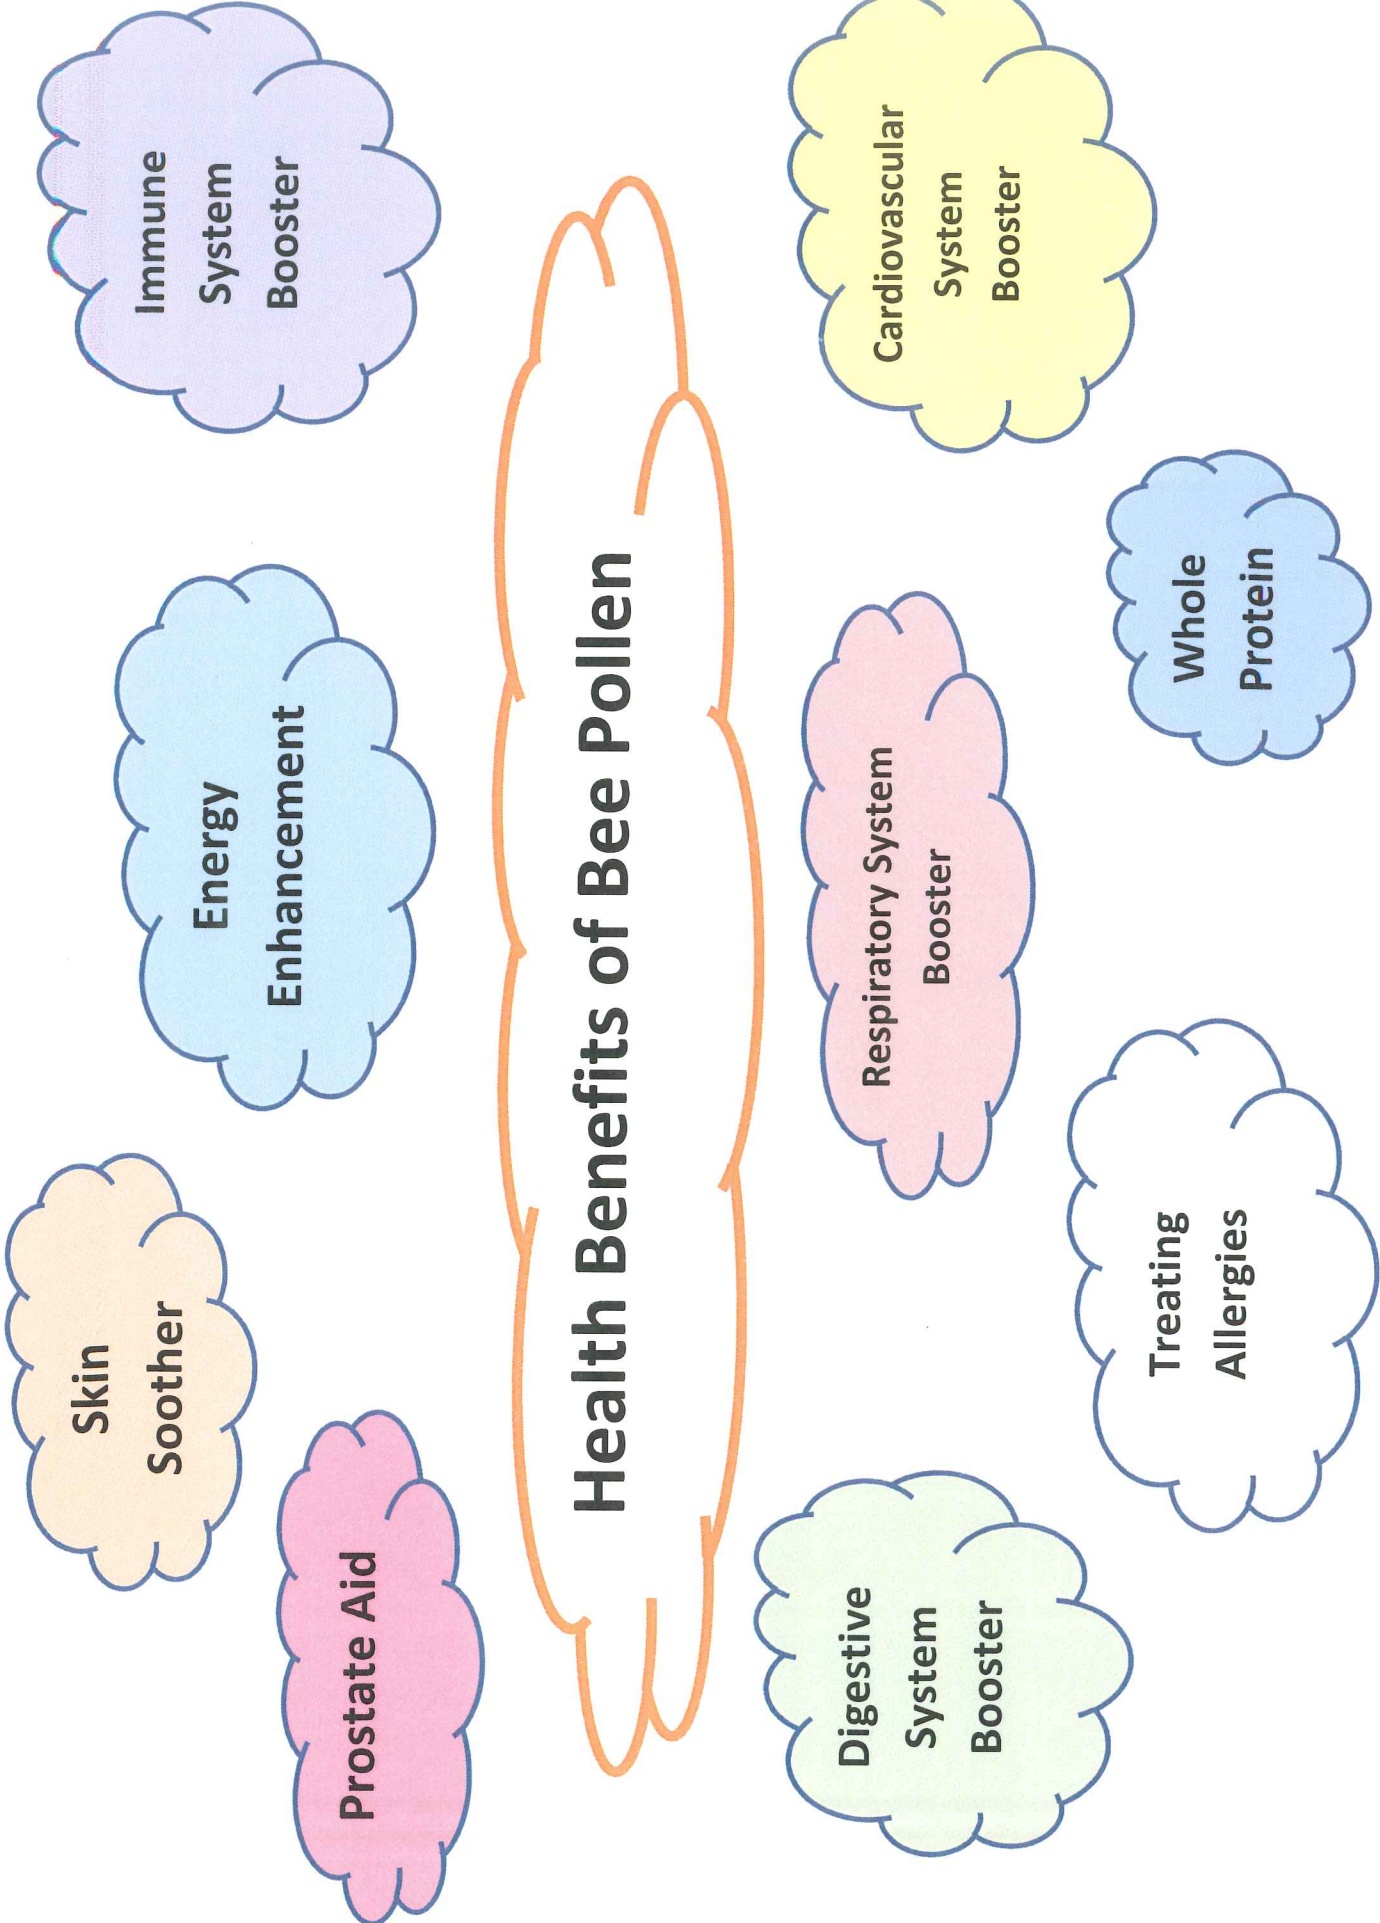 Prostate Aid
Skin
Soother
Energy
Enhancement
Immune
System
Booster
Health Benefits of Bee Pollen
Digestive
System
Booster
Respiratory System
Booster
Cardiovascular
System
Booster
Treating
Allergies
Whole
Protein